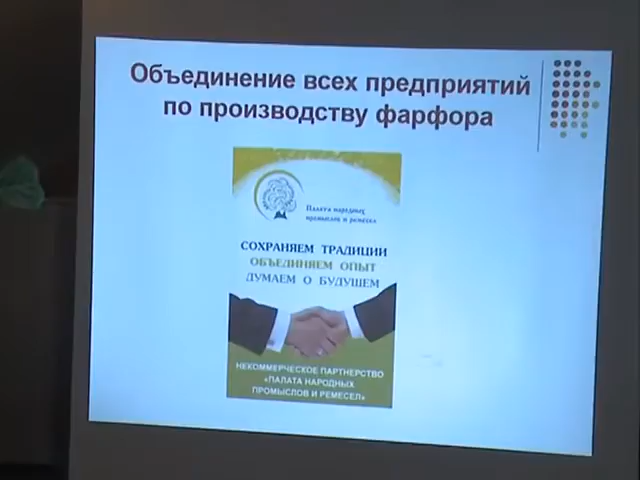 Объединение всех предприятий
по производству фарфора
Палата народных
промыслов и ремесел
СОХРАНЯЕМ ТРАДИЦИИ
ОБЪЕДИНЯЕМ ОПЫТ
ДУМАЕМ О БУДУЩЕМ
НЕКОММЕРЧЕСКОЕ ПАРТНЕРСТВО
«ПАЛАТА НАРОДНЫХ
ПРОМЫСЛОВ И РЕМЕСЕЛ»